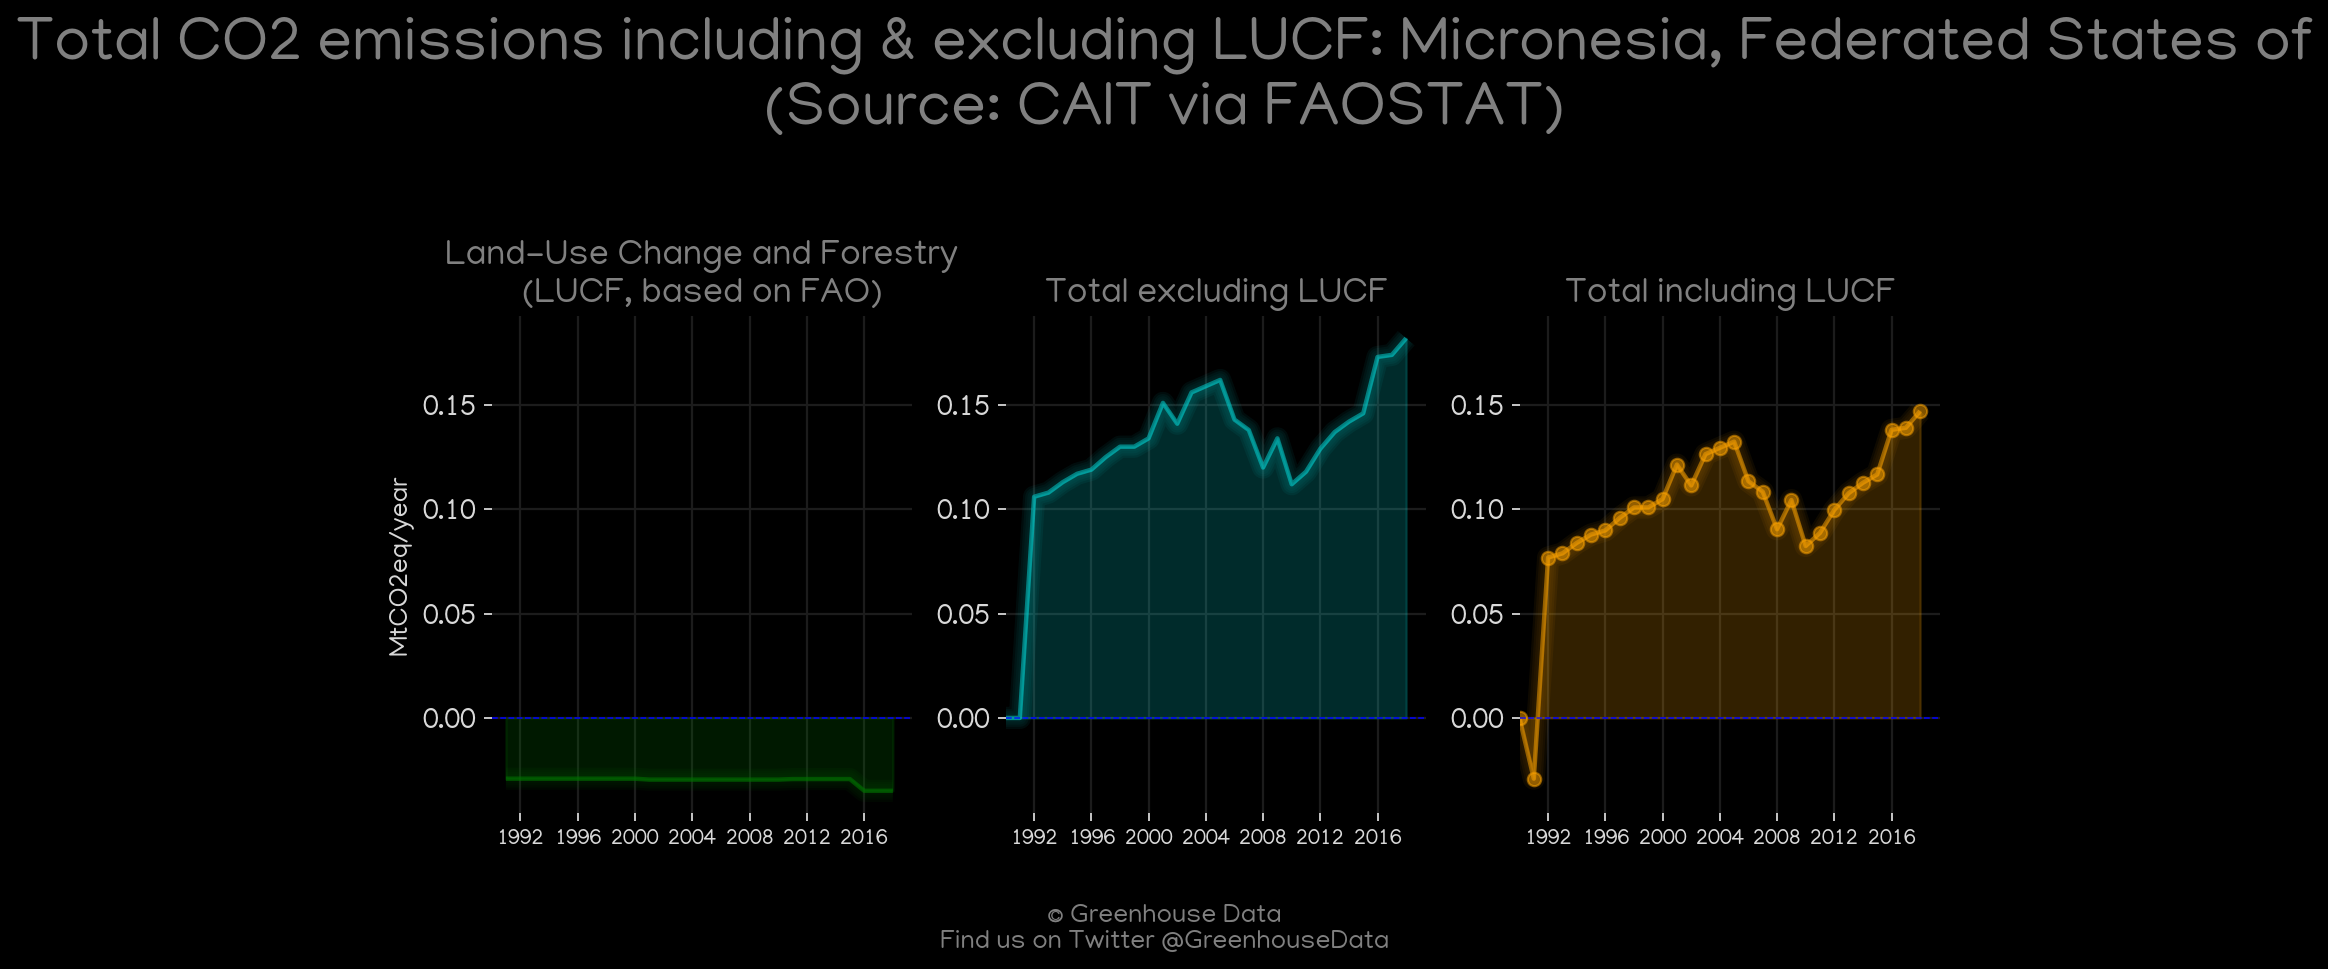 Total CO2 emissions including & excluding LUCF: Micronesia, Federated States of
(Source: CAIT via FAOSTAT)
Land-Use Change and Forestry
(LUCF, based on FAO)
MtCO2eq/year
0.15
0.10
0.05
0.00
1992 1996 2000 2004 2008 2012 2016
Total excluding LUCF
0.15
0.10
0.05
0.00
1992 1996 2000 2004 2008 2012 2016
Total including LUCF
0.15
0.10
0.05
0.00
1992 1996 2000 2004 2008 2012 2016
© Greenhouse Data
Find us on Twitter @GreenhouseData